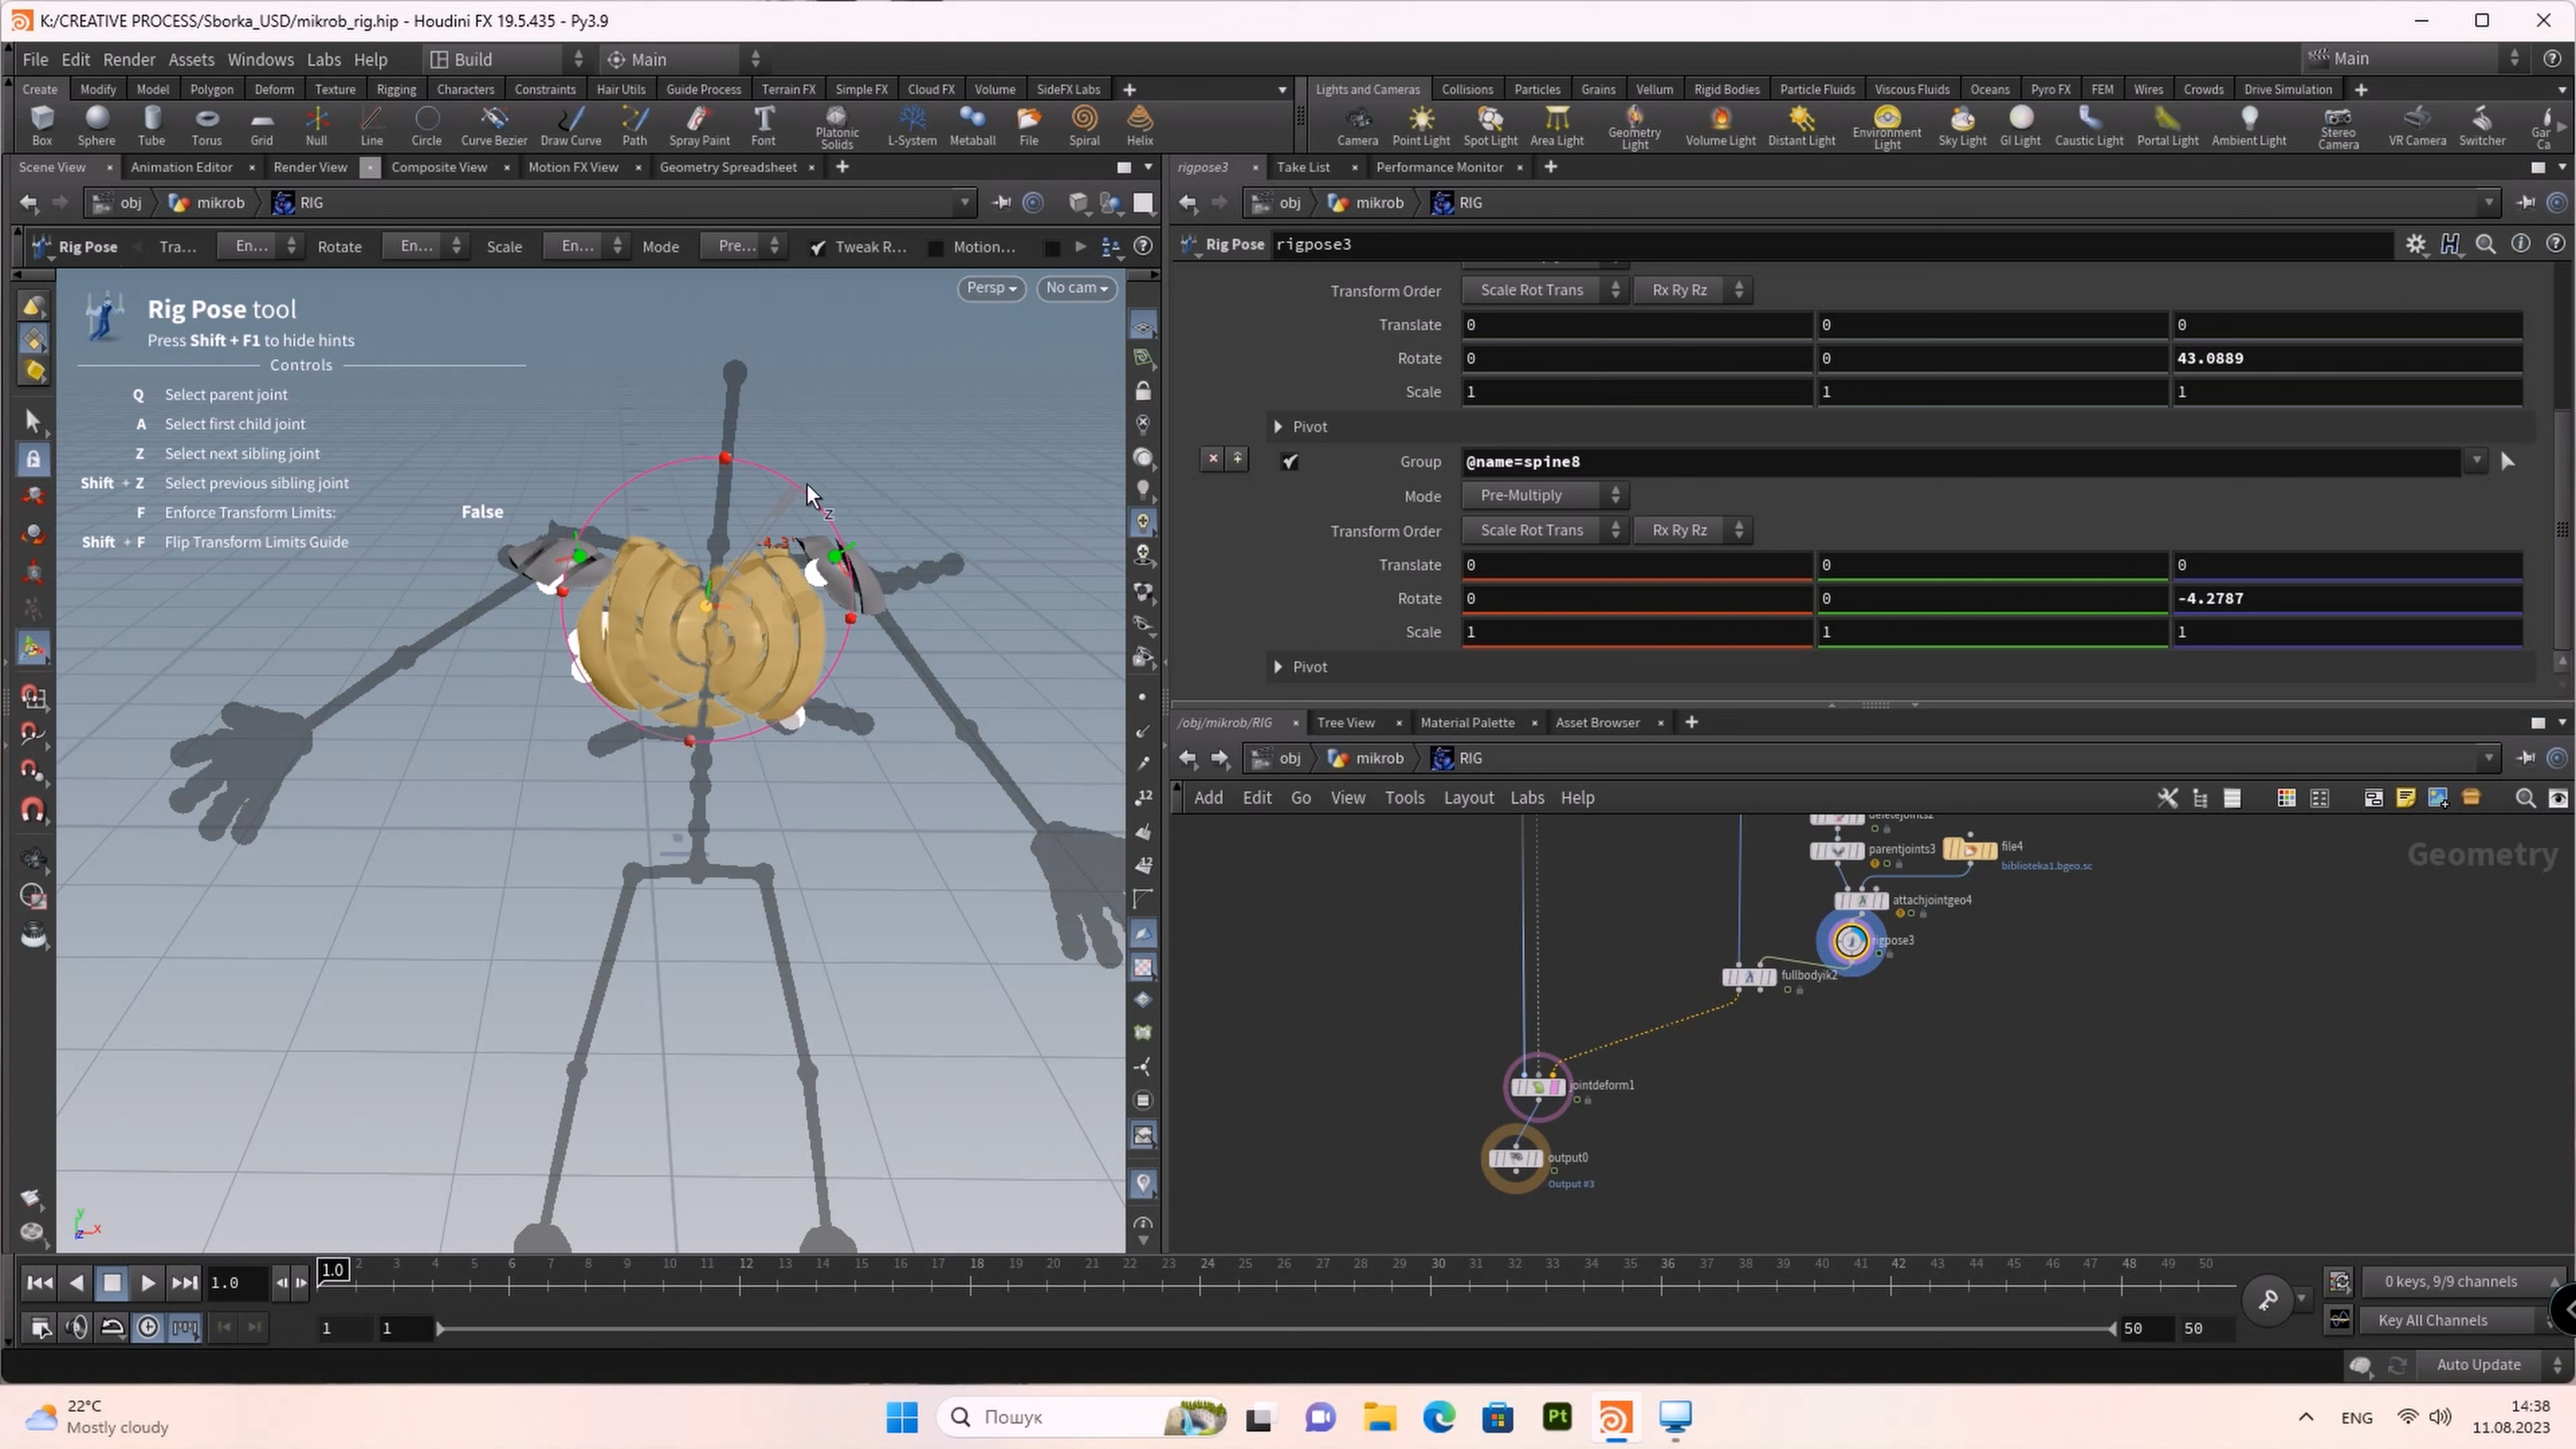 K:/CREATIVE PROCESS/Sborka_USD/mikrob_rig.hip - Houdini FX 19.5.435 - Py3.9
File Edit Render Assets Windows Labs Help Build Main Main
Create Modify Model Polygon Deform Texture Rigging Characters Constraints Hair Utils Guide Process Terrain FX Simple FX Cloud FX Volume SideFX Labs
Lights and Cameras Collisions Particles Grains Vellum Rigid Bodies Particle Fluids Viscous Fluids Oceans Pyro FX FEM Wires Crowds Drive Simulation
Box Sphere Tube Torus Grid Null Line Circle Curve Bezier Draw Curve Path Spray Paint Font Platonic Solids L-System Metaball File Spiral Helix
Camera Point Light Spot Light Area Light Geometry Light Volume Light Distant Light Environment Light Sky Light GI Light Caustic Light Portal Light Ambient Light Stereo Camera VR Camera Switcher Gar Ca
Scene View Animation Editor Render View Composite View Motion FX View Geometry Spreadsheet
rigpose3 Take List Performance Monitor
obj mikrob RIG
obj mikrob RIG
Rig Pose Tra... En... Rotate En... Scale En... Mode Pre... Tweak R... Motion...
Rig Pose rigpose3
Persp No cam
Rig Pose tool
Press Shift + F1 to hide hints
Controls
Q Select parent joint
A Select first child joint
Z Select next sibling joint
Shift + Z Select previous sibling joint
F Enforce Transform Limits: False
Shift + F Flip Transform Limits Guide
-4.3°
Z
Transform Order Scale Rot Trans Rx Ry Rz
Translate 0 0 0
Rotate 0 0 43.0889
Scale 1 1 1
Pivot
Group @name=spine8
Mode Pre-Multiply
Transform Order Scale Rot Trans Rx Ry Rz
Translate 0 0 0
Rotate 0 0 -4.2787
Scale 1 1 1
Pivot
/obj/mikrob/RIG Tree View Material Palette Asset Browser
obj mikrob RIG
Add Edit Go View Tools Layout Labs Help
Geometry
deletejoints2
parentjoints3
file4
biblioteka1.bgeo.sc
attachjointgeo4
rigpose3
fullbodyik2
jointdeform1
output0
Output #3
12
12
y
z x
1.0 1.0 2 3 4 5 6 7 8 9 10 11 12 13 14 15 16 17 18 19 20 21 22 23 24 25 26 27 28 29 30 31 32 33 34 35 36 37 38 39 40 41 42 43 44 45 46 47 48 49 50
0 keys, 9/9 channels
1 1 50 50
Key All Channels
Auto Update
22°C
Mostly cloudy
Пошук
Pt
ENG
14:38
11.08.2023